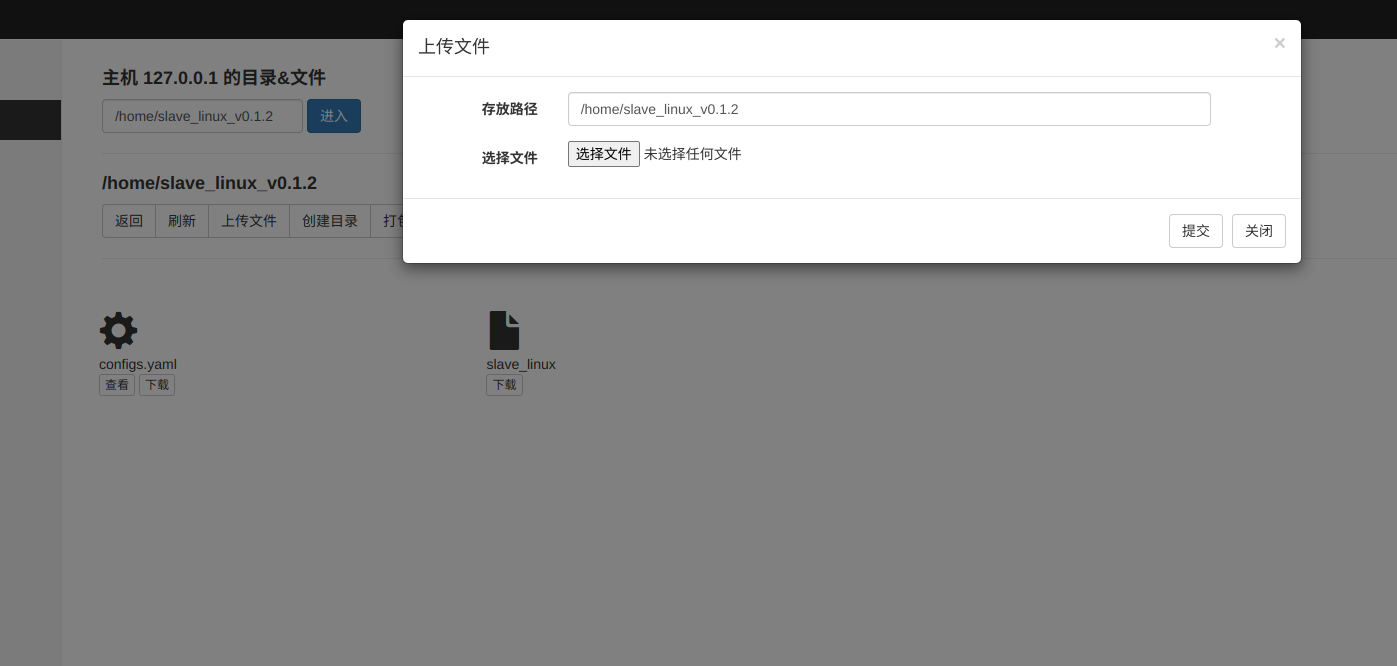 上传文件
×
存放路径
/home/slave_linux_v0.1.2
选择文件
选择文件 未选择任何文件
提交 关闭
主机 127.0.0.1 的目录&文件
/home/slave_linux_v0.1.2 进入
/home/slave_linux_v0.1.2
返回 刷新 上传文件 创建目录 打
configs.yaml
查看 下载
slave_linux
下载